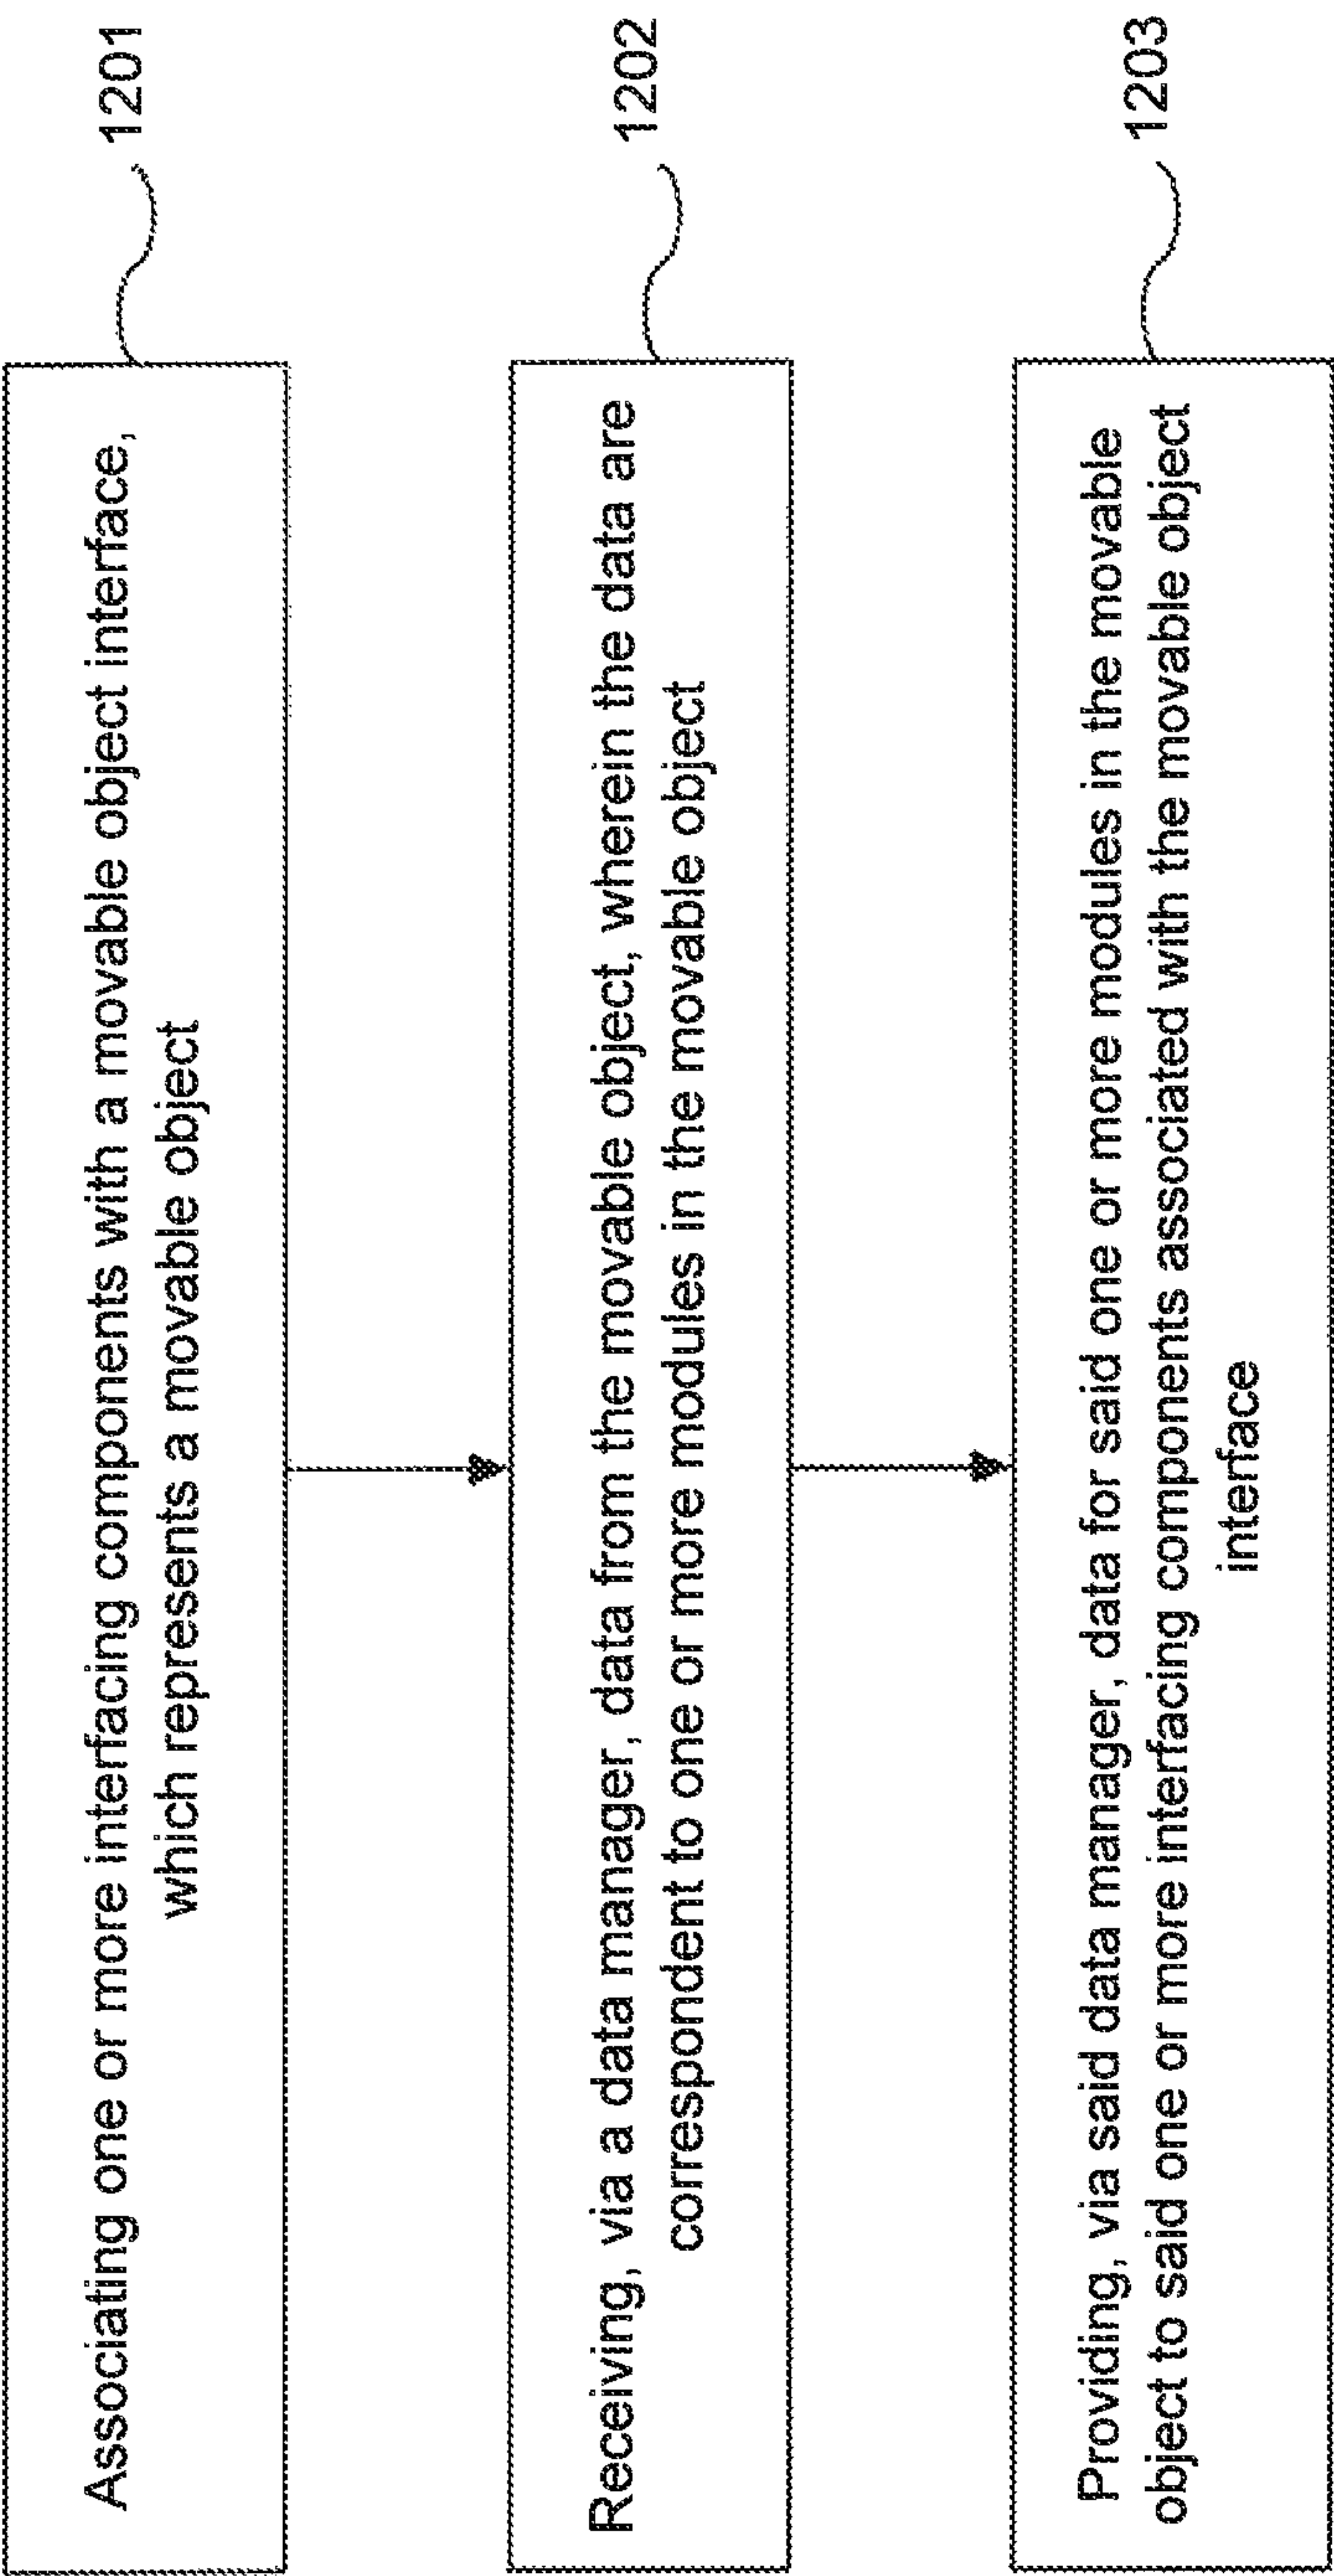 Associating one or more interfacing components with a movable object interface,
which represents a movable object
1201
Receiving, via a data manager, data from the movable object, wherein the data are
correspondent to one or more modules in the movable object
1202
Providing, via said data manager, data for said one or more modules in the movable
object to said one or more interfacing components associated with the movable object
interface
1203